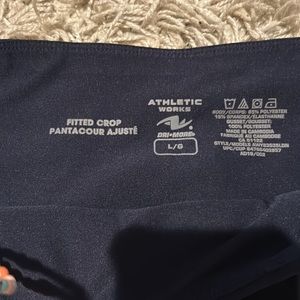 FITTED CROP
PANTACOUR AJUSTÉ
ATHLETIC
WORKS
DRI-MORE
L/G
BODY/CORPS: 85% POLYESTER
15% SPANDEX/ÉLASTHANNE
GUSSET/GOUSSET:
100% POLYESTER
MADE IN CAMBODIA
FABRIQUÉ AU CAMBODGE